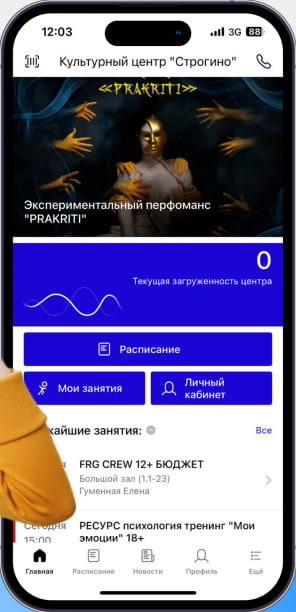 12:03
3G 88
Культурный центр "Строгино"
«PRAKRITI»
Экспериментальный перфоманс
"PRAKRITI"
0
Текущая загруженность центра
Расписание
Мои занятия
Личный
кабинет
жайшие занятия:
Все
FRG CREW 12+ БЮДЖЕТ
Большой зал (1.1-23)
Гуменная Елена
Сегодня
15:00
РЕСУРС психология тренинг "Мои
эмоции" 18+
Главная
Расписание
Новости
Профиль
Ещё